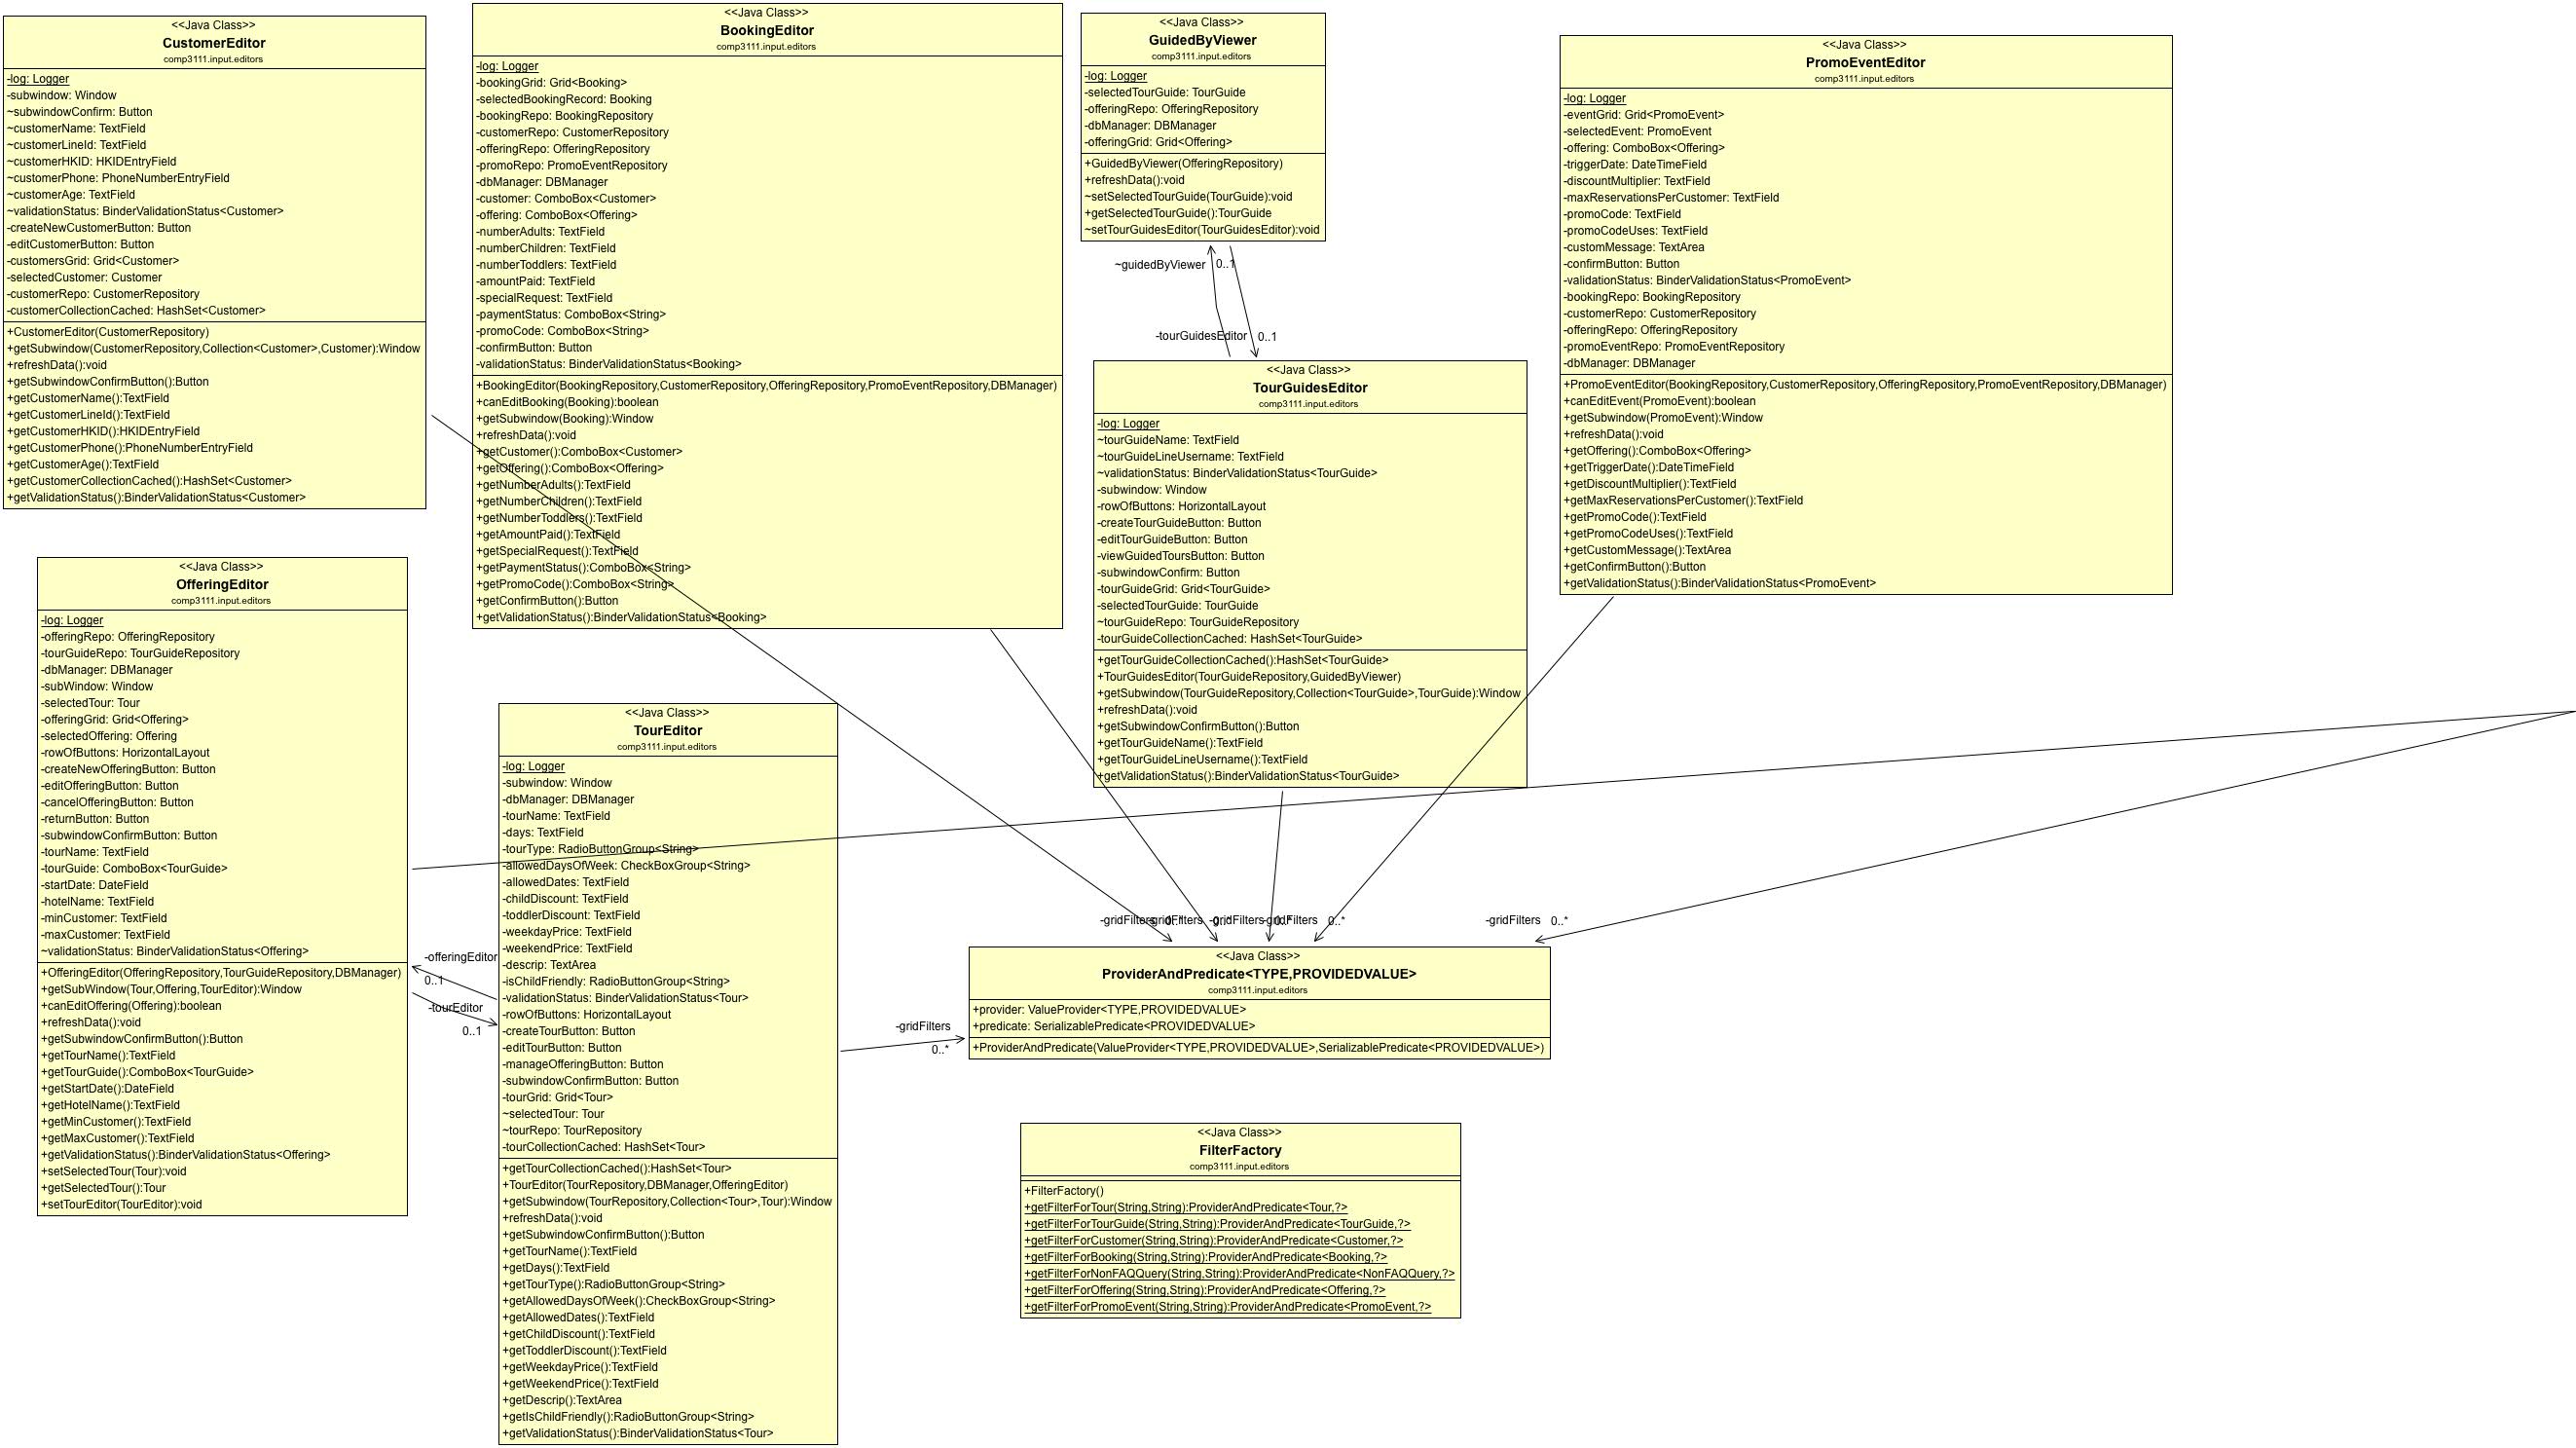 <<Java Class>>
CustomerEditor
comp3111.input.editors
-log: Logger
-subwindow: Window
~subwindowConfirm: Button
~customerName: TextField
~customerLineId: TextField
~customerHKID: HKIDEntryField
~customerPhone: PhoneNumberEntryField
~customerAge: TextField
~validationStatus: BinderValidationStatus<Customer>
-createNewCustomerButton: Button
-editCustomerButton: Button
-customersGrid: Grid<Customer>
-selectedCustomer: Customer
-customerRepo: CustomerRepository
-customerCollectionCached: HashSet<Customer>
+CustomerEditor(CustomerRepository)
+getSubwindow(CustomerRepository,Collection<Customer>,Customer):Window
+refreshData():void
+getSubwindowConfirmButton():Button
+getCustomerName():TextField
+getCustomerLineId():TextField
+getCustomerHKID():HKIDEntryField
+getCustomerPhone():PhoneNumberEntryField
+getCustomerAge():TextField
+getCustomerCollectionCached():HashSet<Customer>
+getValidationStatus():BinderValidationStatus<Customer>
<<Java Class>>
BookingEditor
comp3111.input.editors
-log: Logger
-bookingGrid: Grid<Booking>
-selectedBookingRecord: Booking
-bookingRepo: BookingRepository
-customerRepo: CustomerRepository
-offeringRepo: OfferingRepository
-promoRepo: PromoEventRepository
-dbManager: DBManager
-customer: ComboBox<Customer>
-offering: ComboBox<Offering>
-numberAdults: TextField
-numberChildren: TextField
-numberToddlers: TextField
-amountPaid: TextField
-specialRequest: TextField
-paymentStatus: ComboBox<String>
-promoCode: ComboBox<String>
-confirmButton: Button
-validationStatus: BinderValidationStatus<Booking>
+BookingEditor(BookingRepository,CustomerRepository,OfferingRepository,PromoEventRepository,DBManager)
+canEditBooking(Booking):boolean
+getSubwindow(Booking):Window
+refreshData():void
+getCustomer():ComboBox<Customer>
+getOffering():ComboBox<Offering>
+getNumberAdults():TextField
+getNumberChildren():TextField
+getNumberToddlers():TextField
+getAmountPaid():TextField
+getSpecialRequest():TextField
+getPaymentStatus():ComboBox<String>
+getPromoCode():ComboBox<String>
+getConfirmButton():Button
+getValidationStatus():BinderValidationStatus<Booking>
<<Java Class>>
GuidedByViewer
comp3111.input.editors
-log: Logger
-selectedTourGuide: TourGuide
-offeringRepo: OfferingRepository
-dbManager: DBManager
-offeringGrid: Grid<Offering>
+GuidedByViewer(OfferingRepository)
+refreshData():void
~setSelectedTourGuide(TourGuide):void
+getSelectedTourGuide():TourGuide
~setTourGuidesEditor(TourGuidesEditor):void
~guidedByViewer 0..1
-tourGuidesEditor 0..1
<<Java Class>>
TourGuidesEditor
comp3111.input.editors
-log: Logger
~tourGuideName: TextField
~tourGuideLineUsername: TextField
~validationStatus: BinderValidationStatus<TourGuide>
-subwindow: Window
-rowOfButtons: HorizontalLayout
-createTourGuideButton: Button
-editTourGuideButton: Button
-viewGuidedToursButton: Button
-subwindowConfirm: Button
-tourGuideGrid: Grid<TourGuide>
-selectedTourGuide: TourGuide
~tourGuideRepo: TourGuideRepository
-tourGuideCollectionCached: HashSet<TourGuide>
+getTourGuideCollectionCached():HashSet<TourGuide>
+TourGuidesEditor(TourGuideRepository,GuidedByViewer)
+getSubwindow(TourGuideRepository,Collection<TourGuide>,TourGuide):Window
+refreshData():void
+getSubwindowConfirmButton():Button
+getTourGuideName():TextField
+getTourGuideLineUsername():TextField
+getValidationStatus():BinderValidationStatus<TourGuide>
<<Java Class>>
PromoEventEditor
comp3111.input.editors
-log: Logger
-eventGrid: Grid<PromoEvent>
-selectedEvent: PromoEvent
-offering: ComboBox<Offering>
-triggerDate: DateTimeField
-discountMultiplier: TextField
-maxReservationsPerCustomer: TextField
-promoCode: TextField
-promoCodeUses: TextField
-customMessage: TextArea
-confirmButton: Button
-validationStatus: BinderValidationStatus<PromoEvent>
-bookingRepo: BookingRepository
-customerRepo: CustomerRepository
-offeringRepo: OfferingRepository
-promoEventRepo: PromoEventRepository
-dbManager: DBManager
+PromoEventEditor(BookingRepository,CustomerRepository,OfferingRepository,PromoEventRepository,DBManager)
+canEditEvent(PromoEvent):boolean
+getSubwindow(PromoEvent):Window
+refreshData():void
+getOffering():ComboBox<Offering>
+getTriggerDate():DateTimeField
+getDiscountMultiplier():TextField
+getMaxReservationsPerCustomer():TextField
+getPromoCode():TextField
+getPromoCodeUses():TextField
+getCustomMessage():TextArea
+getConfirmButton():Button
+getValidationStatus():BinderValidationStatus<PromoEvent>
<<Java Class>>
OfferingEditor
comp3111.input.editors
-log: Logger
-offeringRepo: OfferingRepository
-tourGuideRepo: TourGuideRepository
-dbManager: DBManager
-subWindow: Window
-selectedTour: Tour
-offeringGrid: Grid<Offering>
-selectedOffering: Offering
-rowOfButtons: HorizontalLayout
-createNewOfferingButton: Button
-editOfferingButton: Button
-cancelOfferingButton: Button
-returnButton: Button
-subwindowConfirmButton: Button
-tourName: TextField
-tourGuide: ComboBox<TourGuide>
-startDate: DateField
-hotelName: TextField
-minCustomer: TextField
-maxCustomer: TextField
~validationStatus: BinderValidationStatus<Offering>
+OfferingEditor(OfferingRepository,TourGuideRepository,DBManager)
+getSubWindow(Tour,Offering,TourEditor):Window
+canEditOffering(Offering):boolean
+refreshData():void
+getSubwindowConfirmButton():Button
+getTourName():TextField
+getTourGuide():ComboBox<TourGuide>
+getStartDate():DateField
+getHotelName():TextField
+getMinCustomer():TextField
+getMaxCustomer():TextField
+getValidationStatus():BinderValidationStatus<Offering>
+setSelectedTour(Tour):void
+getSelectedTour():Tour
+setTourEditor(TourEditor):void
-offeringEditor
0..1
-tourEditor
0..1
<<Java Class>>
TourEditor
comp3111.input.editors
-log: Logger
-subwindow: Window
-dbManager: DBManager
-tourName: TextField
-days: TextField
-tourType: RadioButtonGroup<String>
-allowedDaysOfWeek: CheckBoxGroup<String>
-allowedDates: TextField
-childDiscount: TextField
-toddlerDiscount: TextField
-weekdayPrice: TextField
-weekendPrice: TextField
-descrip: TextArea
-isChildFriendly: RadioButtonGroup<String>
-validationStatus: BinderValidationStatus<Tour>
-rowOfButtons: HorizontalLayout
-createTourButton: Button
-editTourButton: Button
-manageOfferingButton: Button
-subwindowConfirmButton: Button
-tourGrid: Grid<Tour>
~selectedTour: Tour
~tourRepo: TourRepository
-tourCollectionCached: HashSet<Tour>
+getTourCollectionCached():HashSet<Tour>
+TourEditor(TourRepository,DBManager,OfferingEditor)
+getSubwindow(TourRepository,Collection<Tour>,Tour):Window
+refreshData():void
+getSubwindowConfirmButton():Button
+getTourName():TextField
+getDays():TextField
+getTourType():RadioButtonGroup<String>
+getAllowedDaysOfWeek():CheckBoxGroup<String>
+getAllowedDates():TextField
+getChildDiscount():TextField
+getToddlerDiscount():TextField
+getWeekdayPrice():TextField
+getWeekendPrice():TextField
+getDescrip():TextArea
+getIsChildFriendly():RadioButtonGroup<String>
+getValidationStatus():BinderValidationStatus<Tour>
-gridFilters
0..*
-gridFilters 0..* -gridFilters 0..* -gridFilters 0..* -gridFilters 0..*
-gridFilters 0..*
<<Java Class>>
ProviderAndPredicate<TYPE,PROVIDEDVALUE>
comp3111.input.editors
+provider: ValueProvider<TYPE,PROVIDEDVALUE>
+predicate: SerializablePredicate<PROVIDEDVALUE>
+ProviderAndPredicate(ValueProvider<TYPE,PROVIDEDVALUE>,SerializablePredicate<PROVIDEDVALUE>)
<<Java Class>>
FilterFactory
comp3111.input.editors
+FilterFactory()
+getFilterForTour(String,String):ProviderAndPredicate<Tour,?>
+getFilterForTourGuide(String,String):ProviderAndPredicate<TourGuide,?>
+getFilterForCustomer(String,String):ProviderAndPredicate<Customer,?>
+getFilterForBooking(String,String):ProviderAndPredicate<Booking,?>
+getFilterForNonFAQQuery(String,String):ProviderAndPredicate<NonFAQQuery,?>
+getFilterForOffering(String,String):ProviderAndPredicate<Offering,?>
+getFilterForPromoEvent(String,String):ProviderAndPredicate<PromoEvent,?>